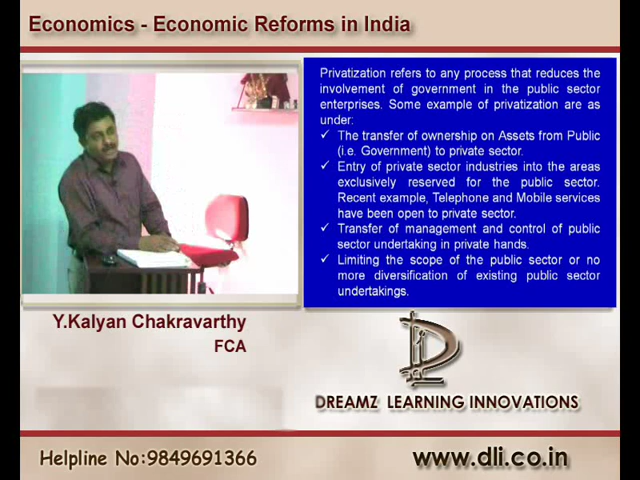 Economics - Economic Reforms in India
Privatization refers to any process that reduces the
involvement of government in the public sector
enterprises. Some example of privatization are as
under:
✓ The transfer of ownership on Assets from Public
(i.e. Government) to private sector.
✓ Entry of private sector industries into the areas
exclusively reserved for the public sector.
Recent example, Telephone and Mobile services
have been open to private sector.
✓ Transfer of management and control of public
sector undertaking in private hands.
✓ Limiting the scope of the public sector or no
more diversification of existing public sector
undertakings.
Y.Kalyan Chakravarthy
FCA
DREAMZ LEARNING INNOVATIONS
Helpline No:9849691366
www.dli.co.in